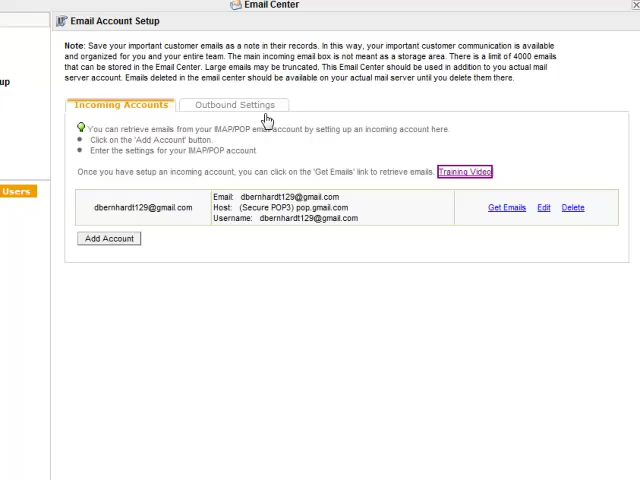 Email Center
Email Account Setup
Note: Save your important customer emails as a note in their records. In this way, your important customer communication is available
and organized for you and your entire team. The main incoming email box is not meant as a storage area. There is a limit of 4000 emails
that can be stored in the Email Center. Large emails may be truncated. This Email Center should be used in addition to you actual mail
server account. Emails deleted in the email center should be available on your actual mail server until you delete them there.
up
Incoming Accounts Outbound Settings
You can retrieve emails from your IMAP/POP email account by setting up an incoming account here.
Click on the 'Add Account' button.
Enter the settings for your IMAP/POP account.
Once you have setup an incoming account, you can click on the 'Get Emails' link to retrieve emails. Training Video
Users
dbernhardt129@gmail.com
Email: dbernhardt129@gmail.com
Host: (Secure POP3) pop.gmail.com
Username: dbernhardt129@gmail.com
Get Emails Edit Delete
Add Account